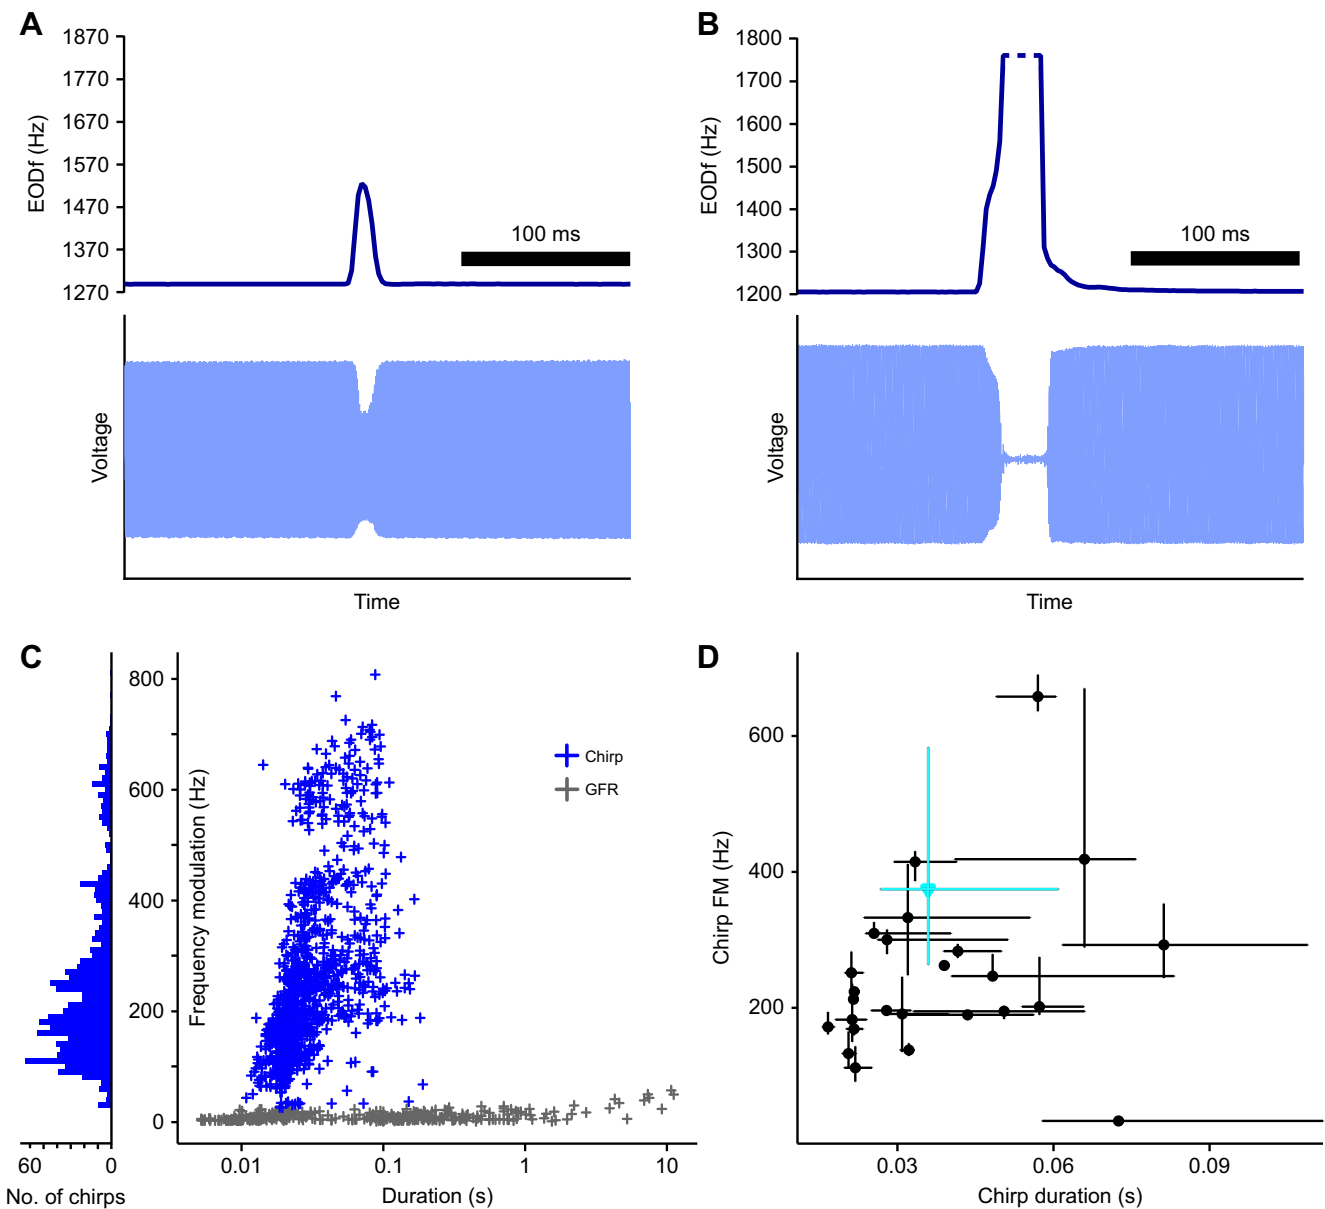 A
1870
1770
1670
1570
1470
1370
1270
EODf (Hz)
100 ms
Voltage
Time
B
1800
1700
1600
1500
1400
1300
1200
EODf (Hz)
100 ms
Voltage
Time
C
60
0
No. of chirps
800
600
400
200
0
Frequency modulation (Hz)
Chirp
GFR
0.01
0.1
1
10
Duration (s)
D
600
400
200
Chirp FM (Hz)
0.03
0.06
0.09
Chirp duration (s)